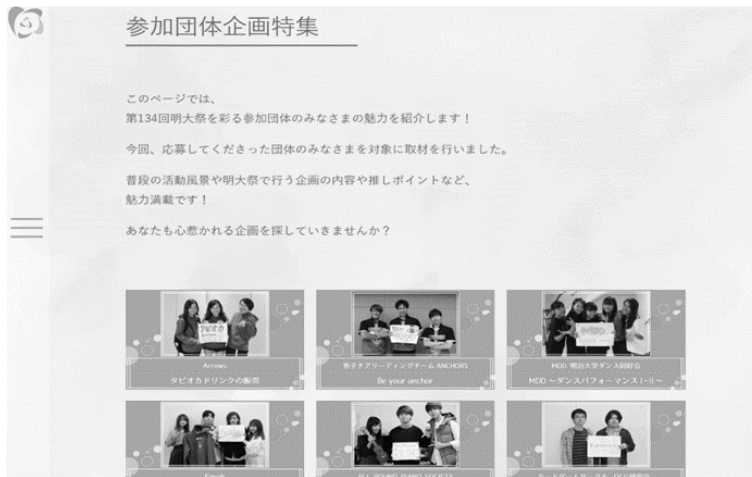 参加団体企画特集
このページでは、
第134回明大祭を彩る参加団体のみなさまの魅力を紹介します！
今回、応募してくださった団体のみなさまを対象に取材を行いました。
普段の活動風景や明大祭で行う企画の内容や推しポイントなど、
魅力満載です！
あなたも心惹かれる企画を探していきませんか？
タピオカ
Arrows
タピオカドリンクの販売
男子チアリーディングチーム ANCHORS
Be your anchor
MDD 明治大学ダンス同好会
MDD ～ダンスパフォーマンスⅠ・Ⅱ～